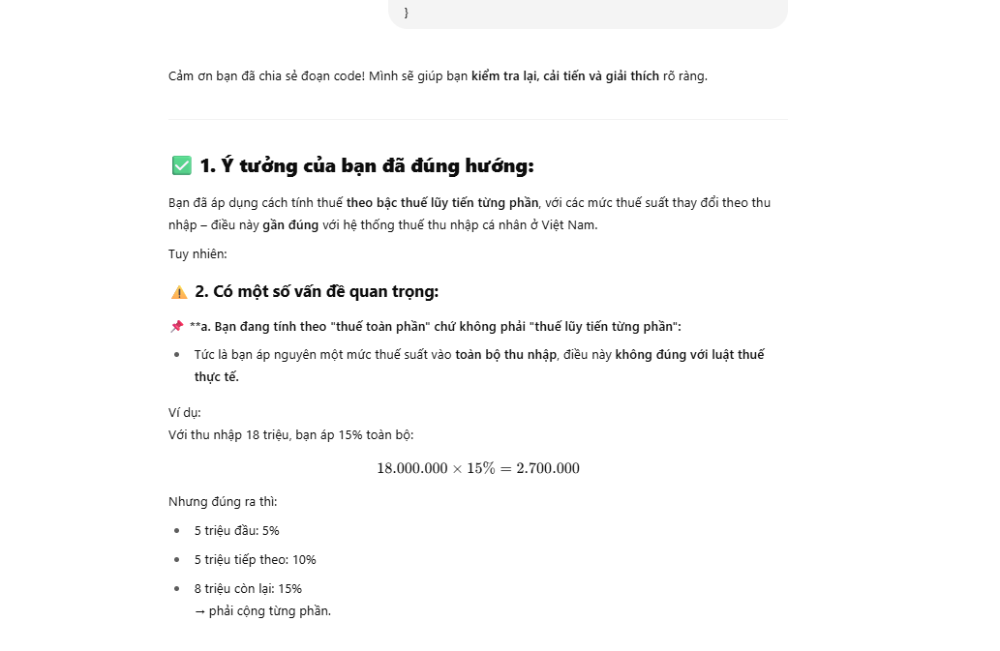 }
Cảm ơn bạn đã chia sẻ đoạn code! Mình sẽ giúp bạn kiểm tra lại, cải tiến và giải thích rõ ràng.
✅ 1. Ý tưởng của bạn đã đúng hướng:
Bạn đã áp dụng cách tính thuế theo bậc thuế lũy tiến từng phần, với các mức thuế suất thay đổi theo thu
nhập – điều này gần đúng với hệ thống thuế thu nhập cá nhân ở Việt Nam.
Tuy nhiên:
⚠️ 2. Có một số vấn đề quan trọng:
📌 **a. Bạn đang tính theo "thuế toàn phần" chứ không phải "thuế lũy tiến từng phần":
• Tức là bạn áp nguyên một mức thuế suất vào toàn bộ thu nhập, điều này không đúng với luật thuế
thực tế.
Ví dụ:
Với thu nhập 18 triệu, bạn áp 15% toàn bộ:
18.000.000 × 15% = 2.700.000
Nhưng đúng ra thì:
• 5 triệu đầu: 5%
• 5 triệu tiếp theo: 10%
• 8 triệu còn lại: 15%
→ phải cộng từng phần.